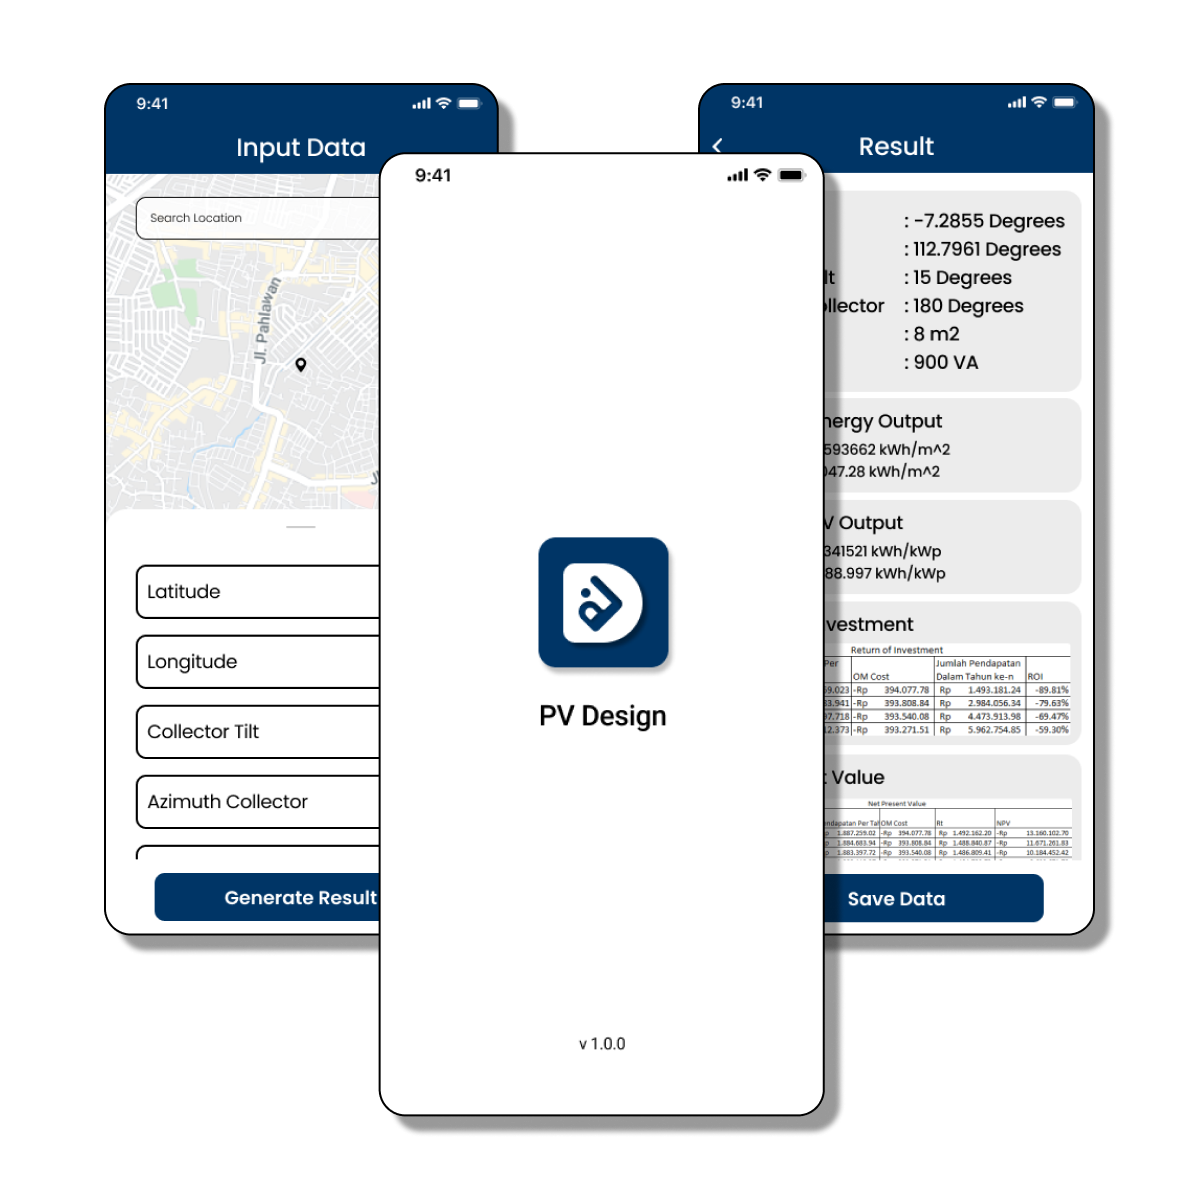 9:41
Input Data
Search Location
Jl. Pahlawan
Latitude
Longitude
Collector Tilt
Azimuth Collector
Generate Result
9:41
PV Design
v 1.0.0
9:41
Result
: -7.2855 Degrees
: 112.7961 Degrees
lt : 15 Degrees
ollector : 180 Degrees
: 8 m2
: 900 VA
nergy Output
593662 kWh/m^2
047.28 kWh/m^2
V Output
341521 kWh/kWp
88.997 kWh/kWp
vestment
Return of Investment
Per OM Cost Jumlah Pendapatan Dalam Tahun ke-n ROI
9.023 -Rp 394.077.78 Rp 1.493.181.24 -89.81%
3.941 -Rp 393.808.84 Rp 2.984.056.34 -79.63%
7.718 -Rp 393.540.08 Rp 4.473.913.98 -69.47%
2.373 -Rp 393.271.51 Rp 5.962.754.85 -59.30%
t Value
Net Present Value
ndapatan Per Tah OM Cost Rt NPV
p 1.887.259.02 -Rp 394.077.78 Rp 1.492.162.20 -Rp 13.160.102.70
p 1.884.683.94 -Rp 393.808.84 Rp 1.488.840.87 -Rp 11.671.261.83
p 1.883.397.72 -Rp 393.540.08 Rp 1.486.809.41 -Rp 10.184.452.42
Save Data